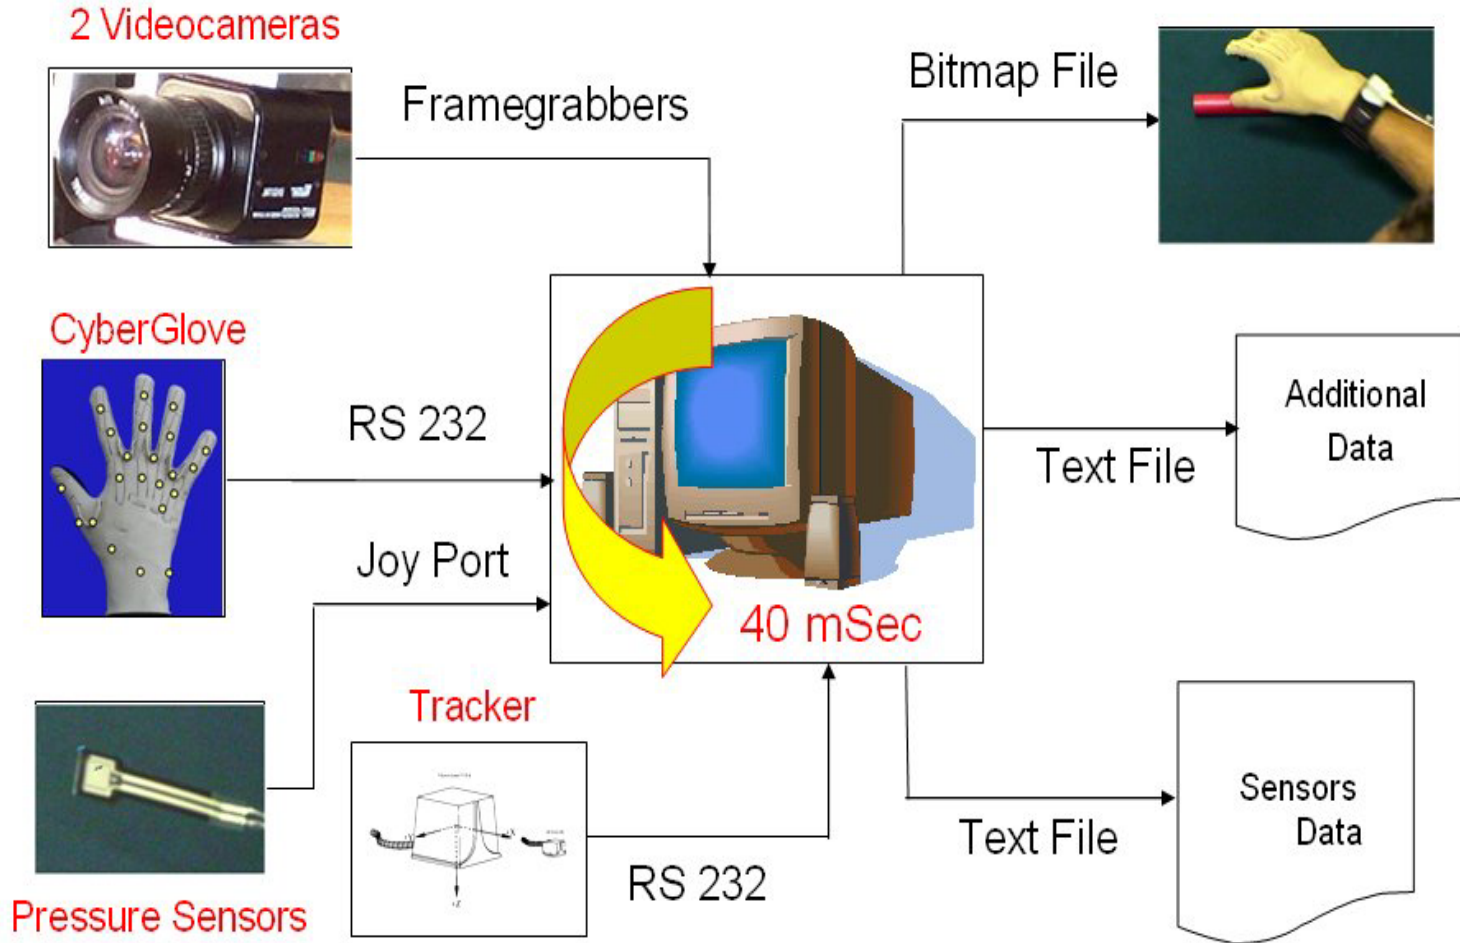 2 Videocameras
Framegrabbers
Bitmap File
CyberGlove
RS 232
Additional
Data
Text File
Joy Port
40 mSec
Tracker
Sensors
Data
Text File
RS 232
Pressure Sensors